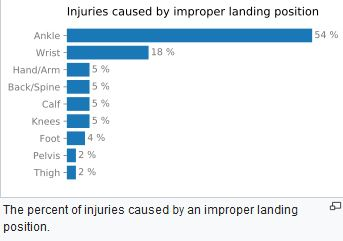 Injuries caused by improper landing position
Ankle 54 %
Wrist 18 %
Hand/Arm 5 %
Back/Spine 5 %
Calf 5 %
Knees 5 %
Foot 4 %
Pelvis 2 %
Thigh 2 %
The percent of injuries caused by an improper landing
position.